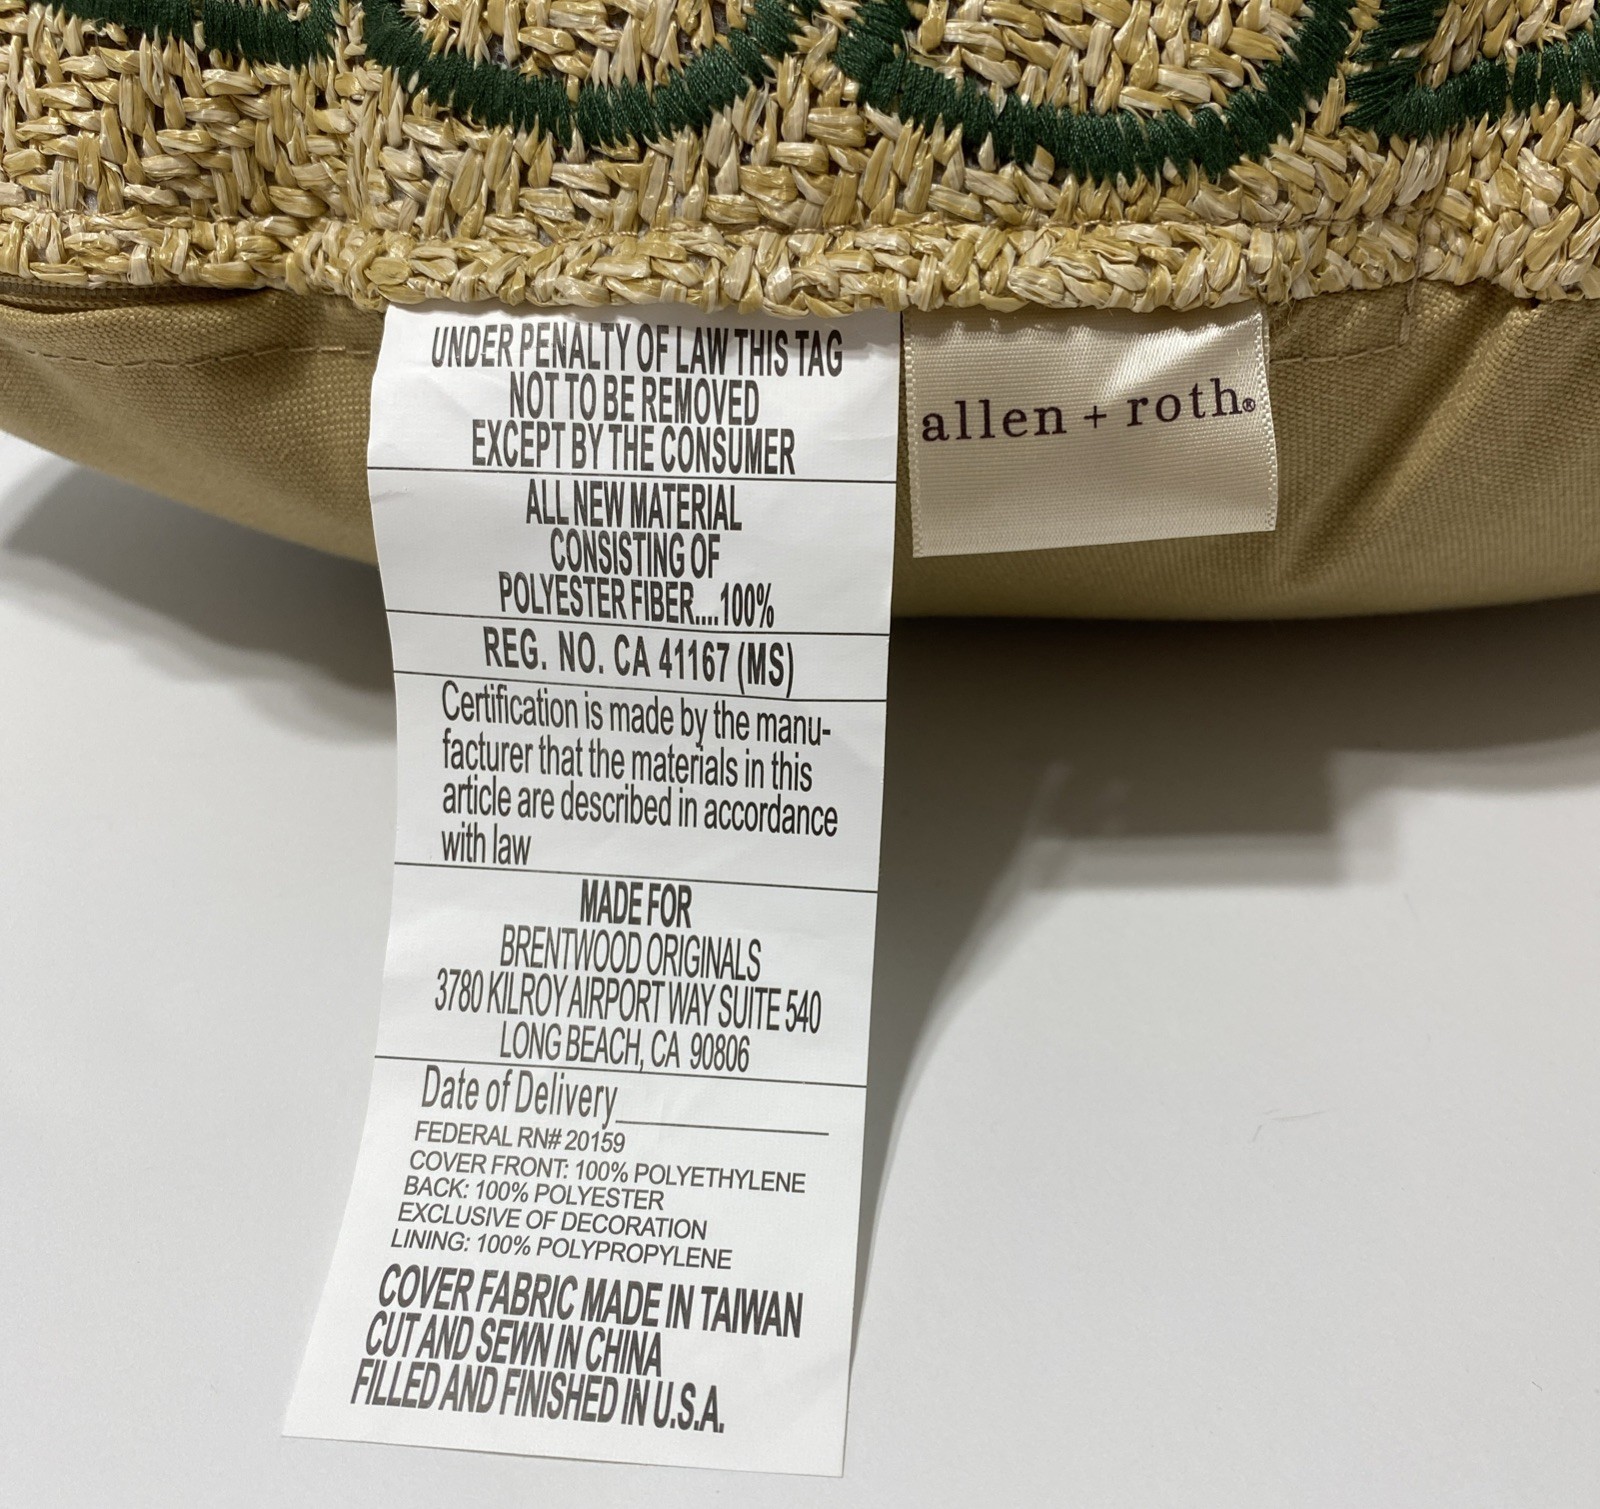 UNDER PENALTY OF LAW THIS TAG
NOT TO BE REMOVED
EXCEPT BY THE CONSUMER
ALL NEW MATERIAL
CONSISTING OF
POLYESTER FIBER....100%
REG. NO. CA 41167 (MS)
Certification is made by the manu-
facturer that the materials in this
article are described in accordance
with law
MADE FOR
BRENTWOOD ORIGINALS
3780 KILROY AIRPORT WAY SUITE 540
LONG BEACH, CA 90806
Date of Delivery
FEDERAL RN# 20159
COVER FRONT: 100% POLYETHYLENE
BACK: 100% POLYESTER
EXCLUSIVE OF DECORATION
LINING: 100% POLYPROPYLENE
COVER FABRIC MADE IN TAIWAN
CUT AND SEWN IN CHINA
FILLED AND FINISHED IN U.S.A.
allen + roth®